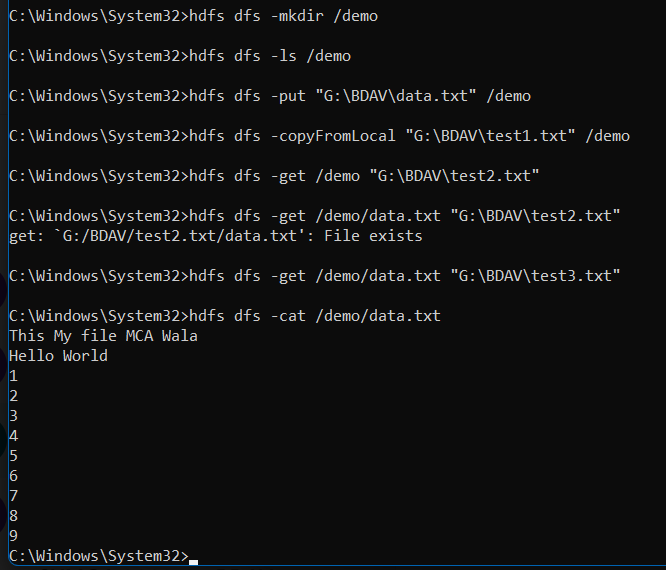 C:\Windows\System32>hdfs dfs -mkdir /demo
C:\Windows\System32>hdfs dfs -ls /demo
C:\Windows\System32>hdfs dfs -put "G:\BDAV\data.txt" /demo
C:\Windows\System32>hdfs dfs -copyFromLocal "G:\BDAV\test1.txt" /demo
C:\Windows\System32>hdfs dfs -get /demo "G:\BDAV\test2.txt"
C:\Windows\System32>hdfs dfs -get /demo/data.txt "G:\BDAV\test2.txt"
get: `G:/BDAV/test2.txt/data.txt': File exists
C:\Windows\System32>hdfs dfs -get /demo/data.txt "G:\BDAV\test3.txt"
C:\Windows\System32>hdfs dfs -cat /demo/data.txt
This My file MCA Wala
Hello World
1
2
3
4
5
6
7
8
9
C:\Windows\System32>